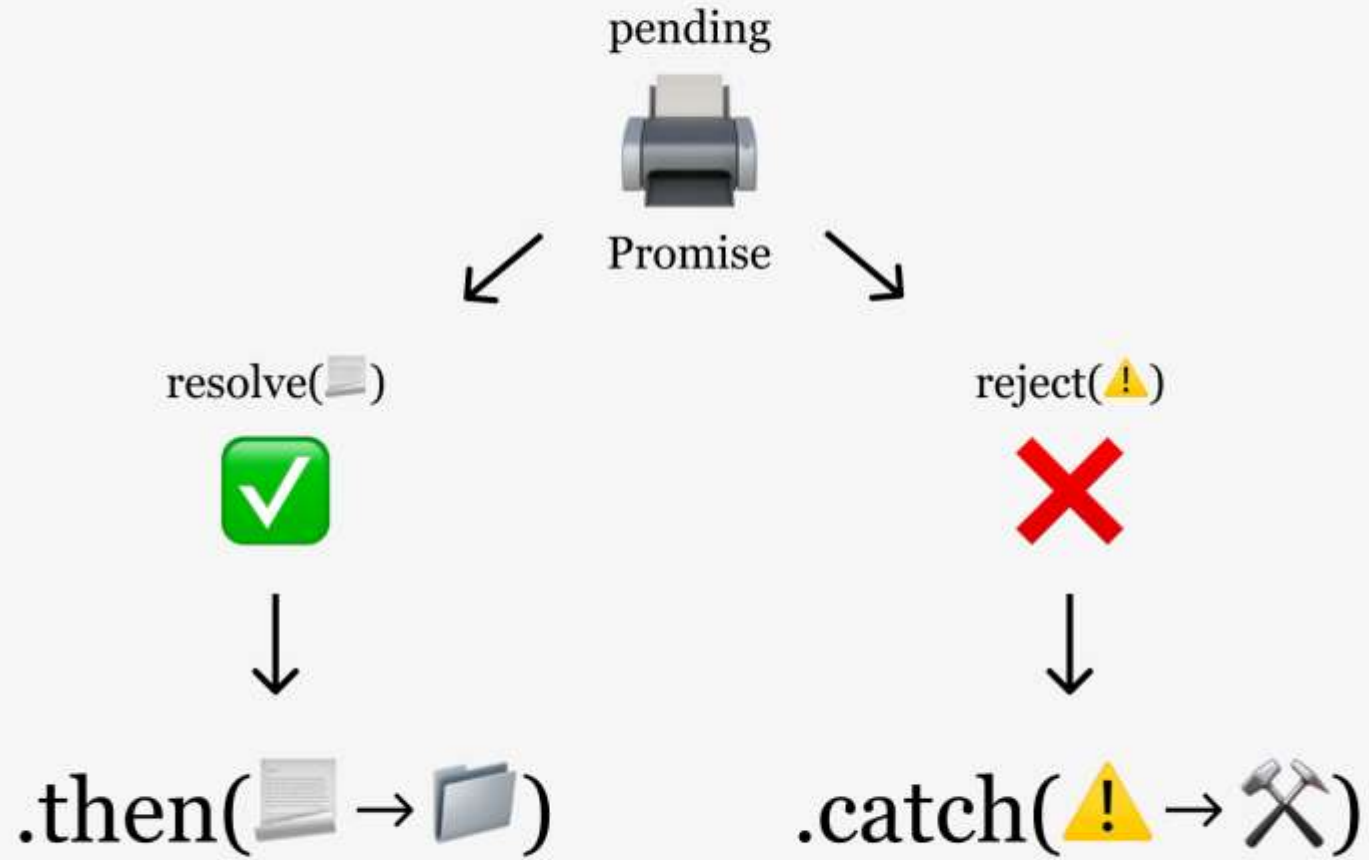 pending
Promise
resolve(📜)
reject(⚠️)
.then(📜→📁)
.catch(⚠️→⚒️)